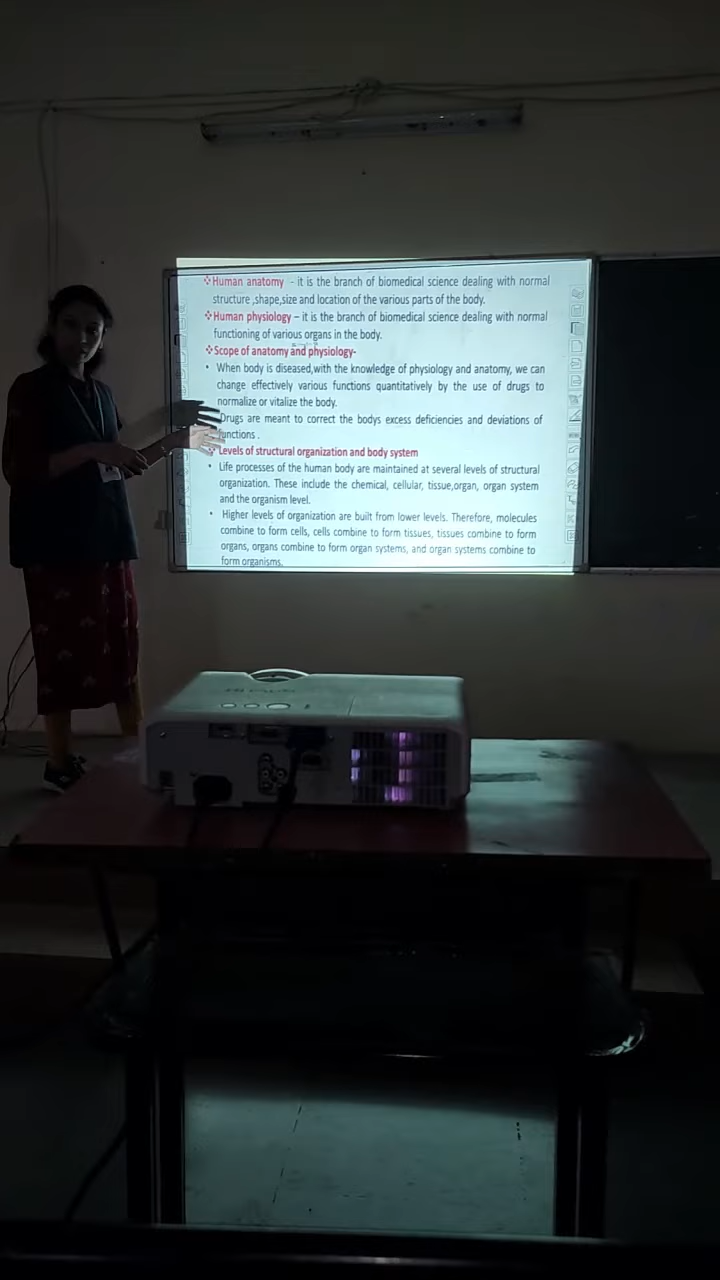 ❖Human anatomy - it is the branch of biomedical science dealing with normal
structure ,shape,size and location of the various parts of the body.
❖Human physiology – it is the branch of biomedical science dealing with normal
functioning of various organs in the body.
❖Scope of anatomy and physiology-
• When body is diseased,with the knowledge of physiology and anatomy, we can
change effectively various functions quantitatively by the use of drugs to
normalize or vitalize the body.
Drugs are meant to correct the bodys excess deficiencies and deviations of
functions .
❖Levels of structural organization and body system
• Life processes of the human body are maintained at several levels of structural
organization. These include the chemical, cellular, tissue,organ, organ system
and the organism level.
• Higher levels of organization are built from lower levels. Therefore, molecules
combine to form cells, cells combine to form tissues, tissues combine to form
organs, organs combine to form organ systems, and organ systems combine to
form organisms.